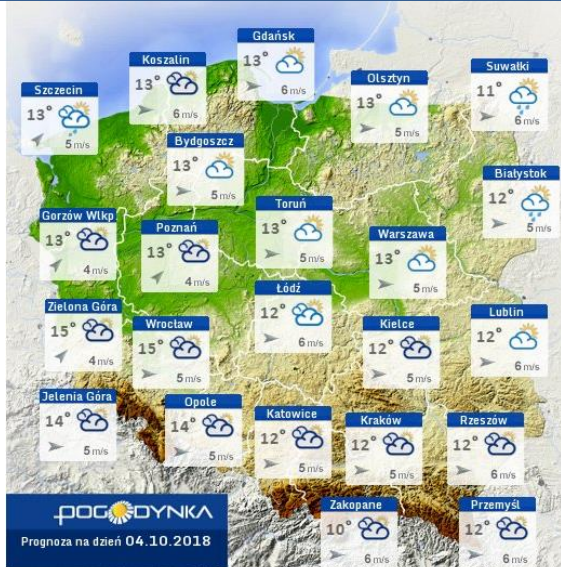 Gdańsk
13°
6 m/s
Koszalin
13°
6 m/s
Suwałki
11°
6 m/s
Olsztyn
13°
5 m/s
Szczecin
13°
5 m/s
Bydgoszcz
13°
5 m/s
Białystok
12°
5 m/s
Toruń
13°
5 m/s
Gorzów Wlkp
13°
4 m/s
Poznań
13°
4 m/s
Warszawa
13°
5 m/s
Łódź
12°
6 m/s
Zielona Góra
15°
4 m/s
Wrocław
15°
5 m/s
Kielce
12°
5 m/s
Lublin
12°
6 m/s
Jelenia Góra
14°
5 m/s
Opole
14°
5 m/s
Katowice
12°
5 m/s
Kraków
12°
5 m/s
Rzeszów
12°
6 m/s
Zakopane
10°
6 m/s
Przemyśl
12°
6 m/s
POGODYNKA
Prognoza na dzień 04.10.2018